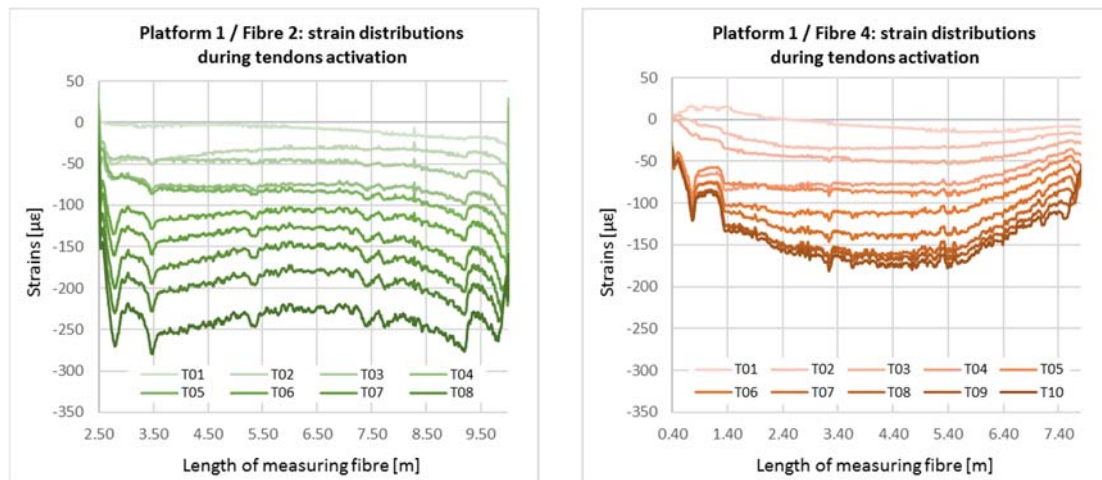 Platform 1 / Fibre 2: strain distributions
during tendons activation
50
0
-50
-100
-150
-200
-250
-300
-350
Strains [µε]
T01 T02 T03 T04
T05 T06 T07 T08
2.50 3.50 4.50 5.50 6.50 7.50 8.50 9.50
Length of measuring fibre [m]
Platform 1 / Fibre 4: strain distributions
during tendons activation
50
0
-50
-100
-150
-200
-250
-300
-350
Strains [µε]
T01 T02 T03 T04 T05
T06 T07 T08 T09 T10
0.40 1.40 2.40 3.40 4.40 5.40 6.40 7.40
Length of measuring fibre [m]